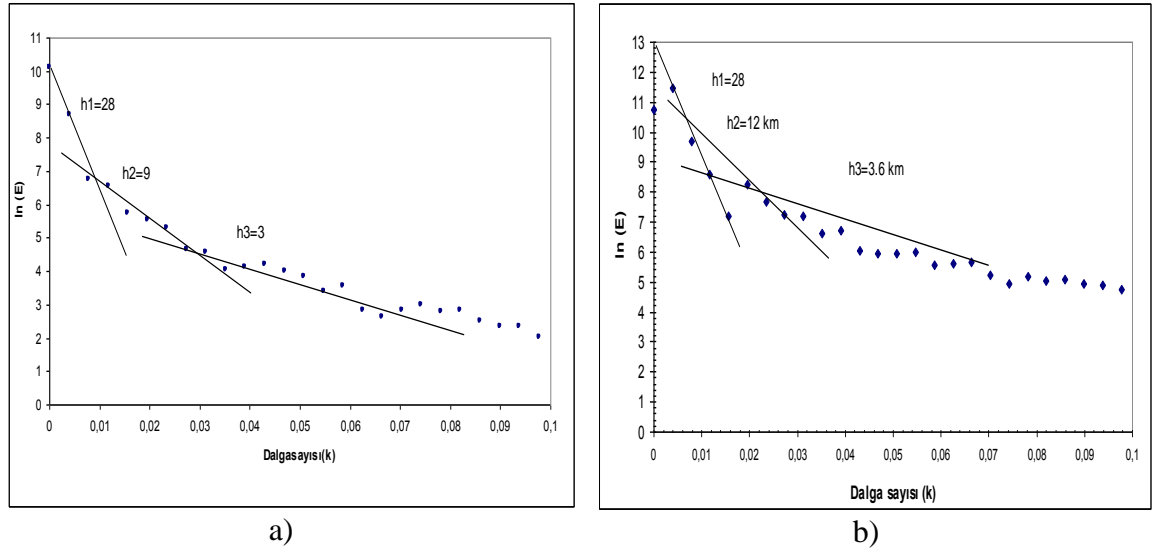 11
10
9
8
7
6
5
4
3
2
1
0
ln (E)
h1=28
h2=9
h3=3
0 0,01 0,02 0,03 0,04 0,05 0,06 0,07 0,08 0,09 0,1
Dalgasayısı(k)
a)
13
12
11
10
9
8
7
6
5
4
3
2
1
0
ln (E)
h1=28
h2=12 km
h3=3.6 km
0 0,01 0,02 0,03 0,04 0,05 0,06 0,07 0,08 0,09 0,1
Dalga sayısı (k)
b)